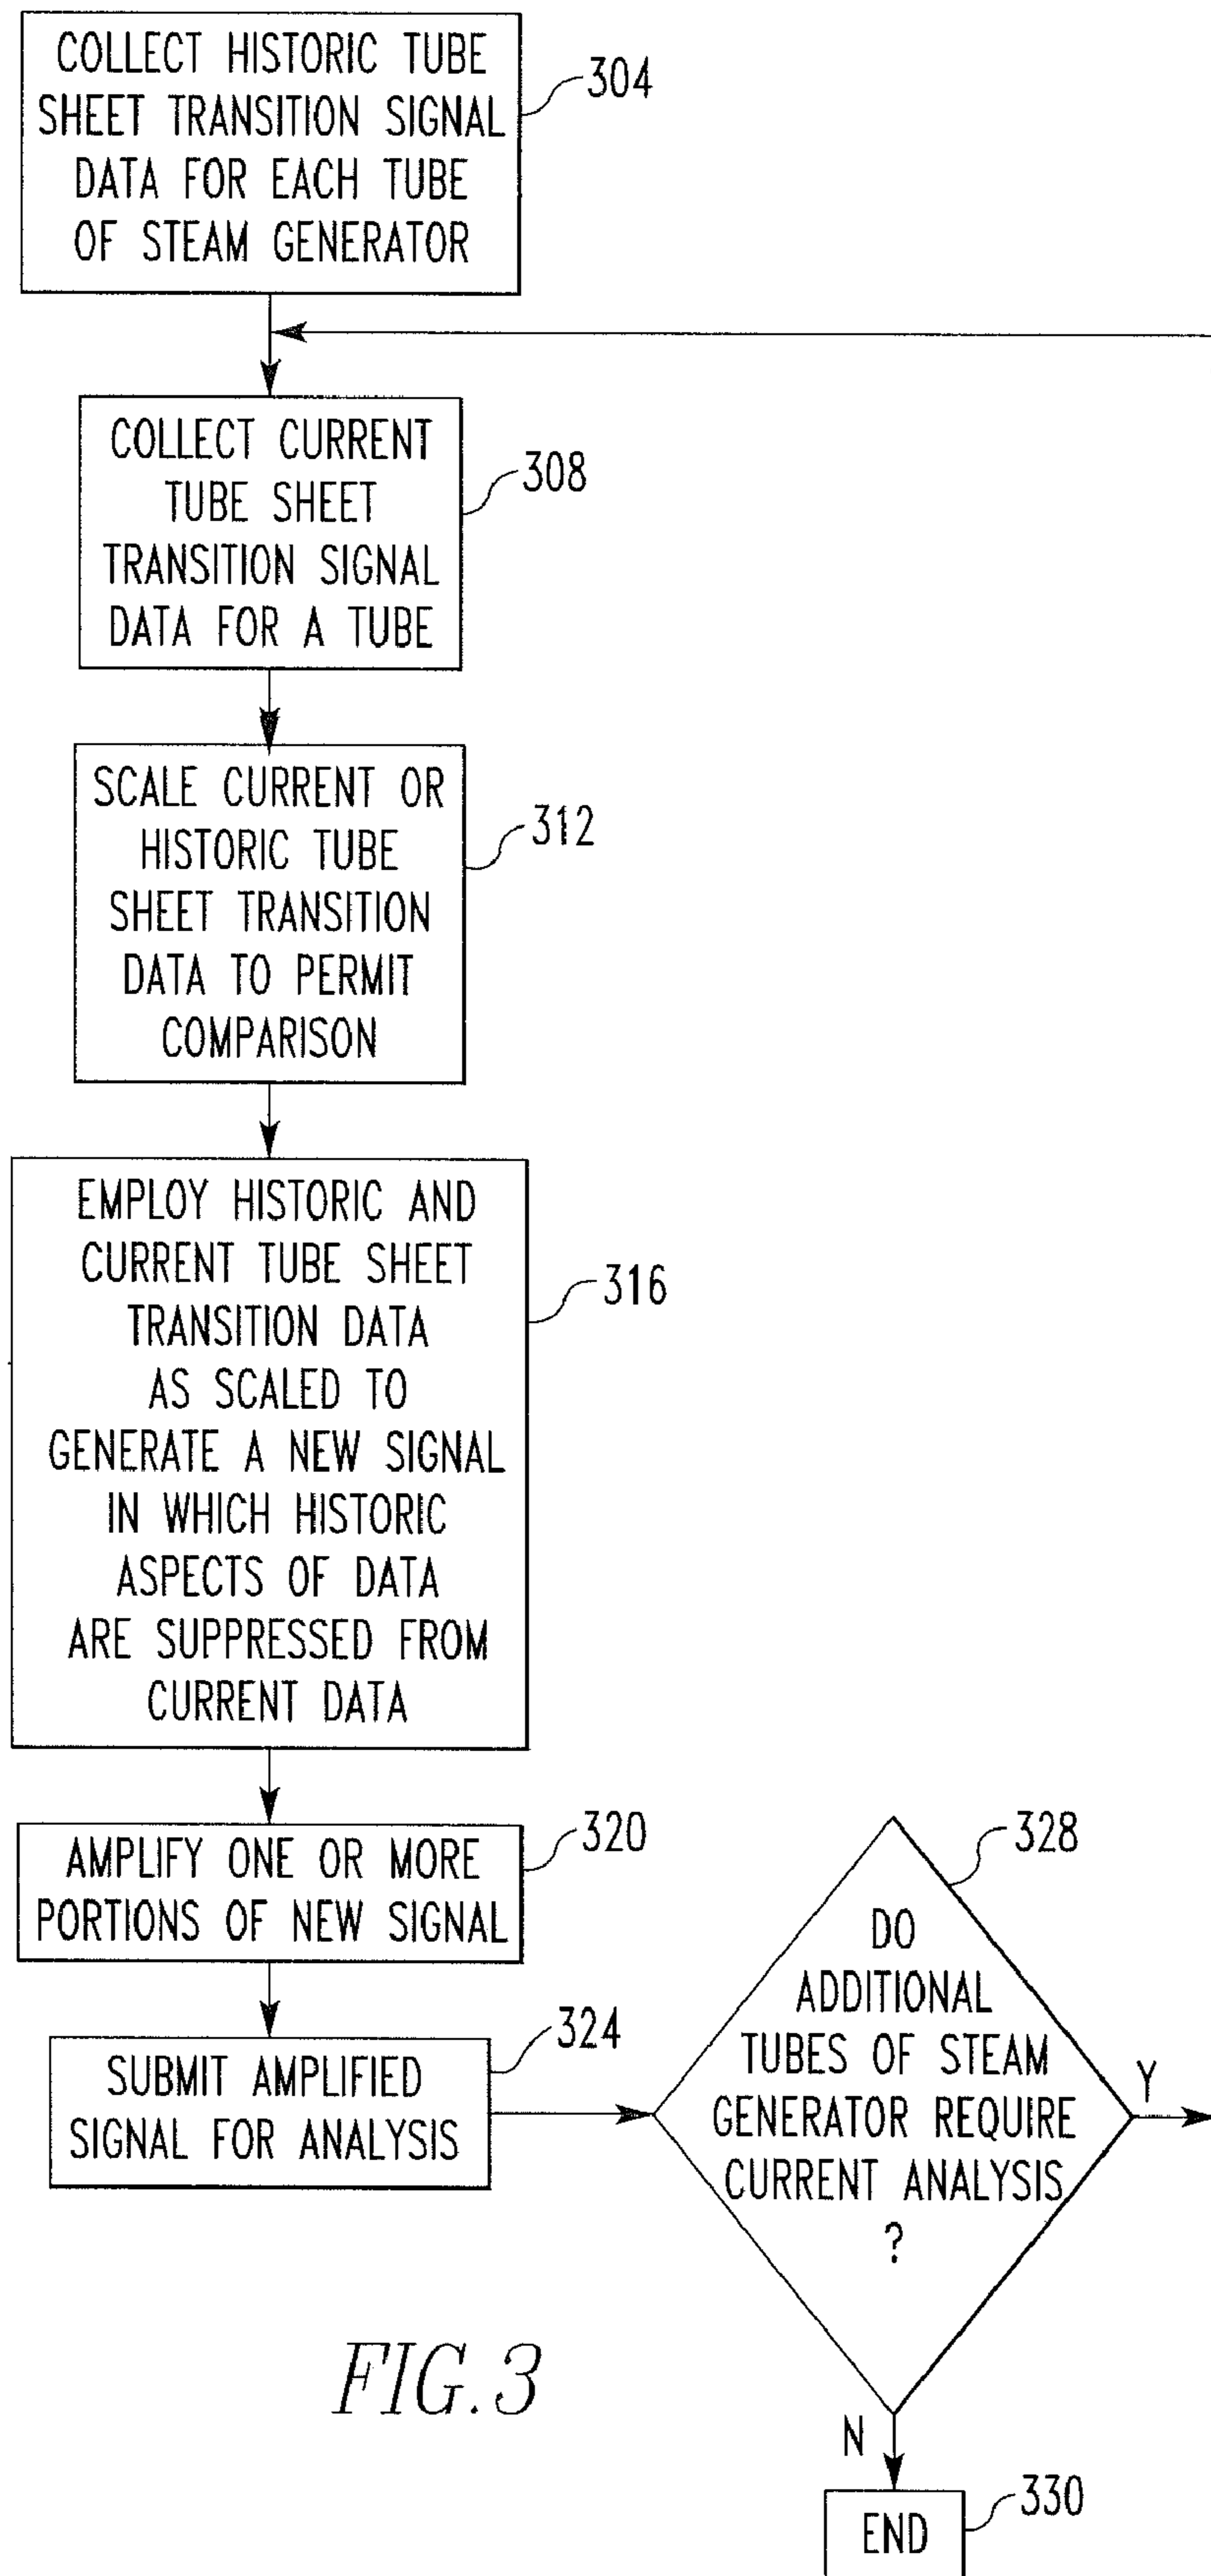 COLLECT HISTORIC TUBE
SHEET TRANSITION SIGNAL
DATA FOR EACH TUBE
OF STEAM GENERATOR
304
COLLECT CURRENT
TUBE SHEET
TRANSITION SIGNAL
DATA FOR A TUBE
308
SCALE CURRENT OR
HISTORIC TUBE
SHEET TRANSITION
DATA TO PERMIT
COMPARISON
312
EMPLOY HISTORIC AND
CURRENT TUBE SHEET
TRANSITION DATA
AS SCALED TO
GENERATE A NEW SIGNAL
IN WHICH HISTORIC
ASPECTS OF DATA
ARE SUPPRESSED FROM
CURRENT DATA
316
AMPLIFY ONE OR MORE
PORTIONS OF NEW SIGNAL
320
SUBMIT AMPLIFIED
SIGNAL FOR ANALYSIS
324
DO
ADDITIONAL
TUBES OF STEAM
GENERATOR REQUIRE
CURRENT ANALYSIS
?
328
Y
N
END
330
FIG. 3